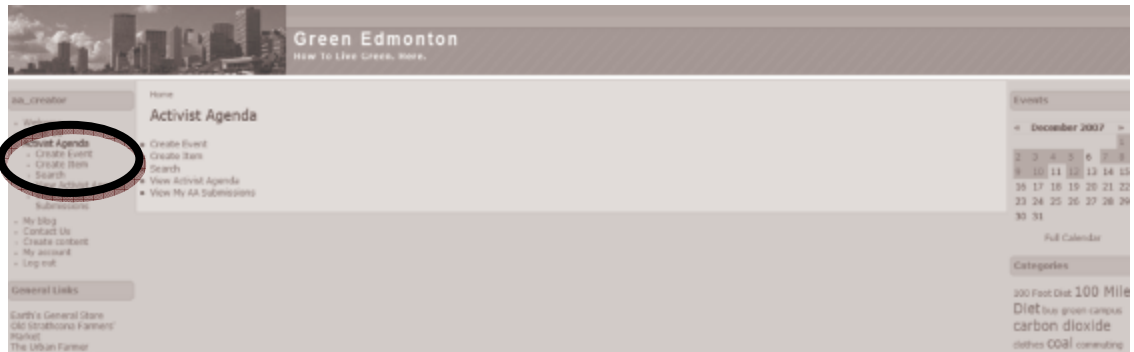 Green Edmonton
How To Live Green. Here.
aa_creator
Activist Agenda
Create Event
Create Item
Search
Submissions
My blog
Contact Us
Create content
My account
Log out
General Links
Earth's General Store
Old Strathcona Farmers'
Market
The Urban Farmer
Home
Activist Agenda
Create Event
Create Item
Search
View Activist Agenda
View My AA Submissions
Events
« December 2007 »
1
2 3 4 5 6 7 8
9 10 11 12 13 14 15
16 17 18 19 20 21 22
23 24 25 26 27 28 29
30 31
Full Calendar
Categories
100 Foot Diet 100 Mile
Diet buy green campus
carbon dioxide
clothes coal commuting